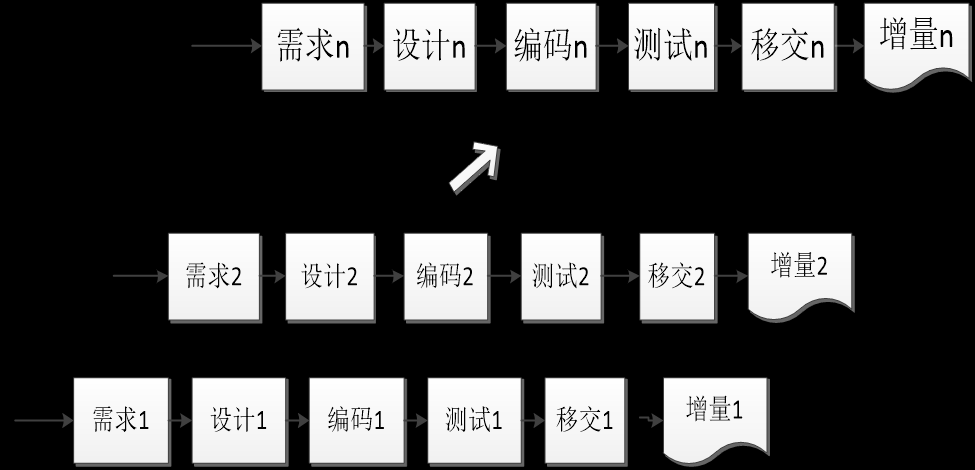 需求n 设计n 编码n 测试n 移交n 增量n
需求2 设计2 编码2 测试2 移交2 增量2
需求1 设计1 编码1 测试1 移交1 增量1